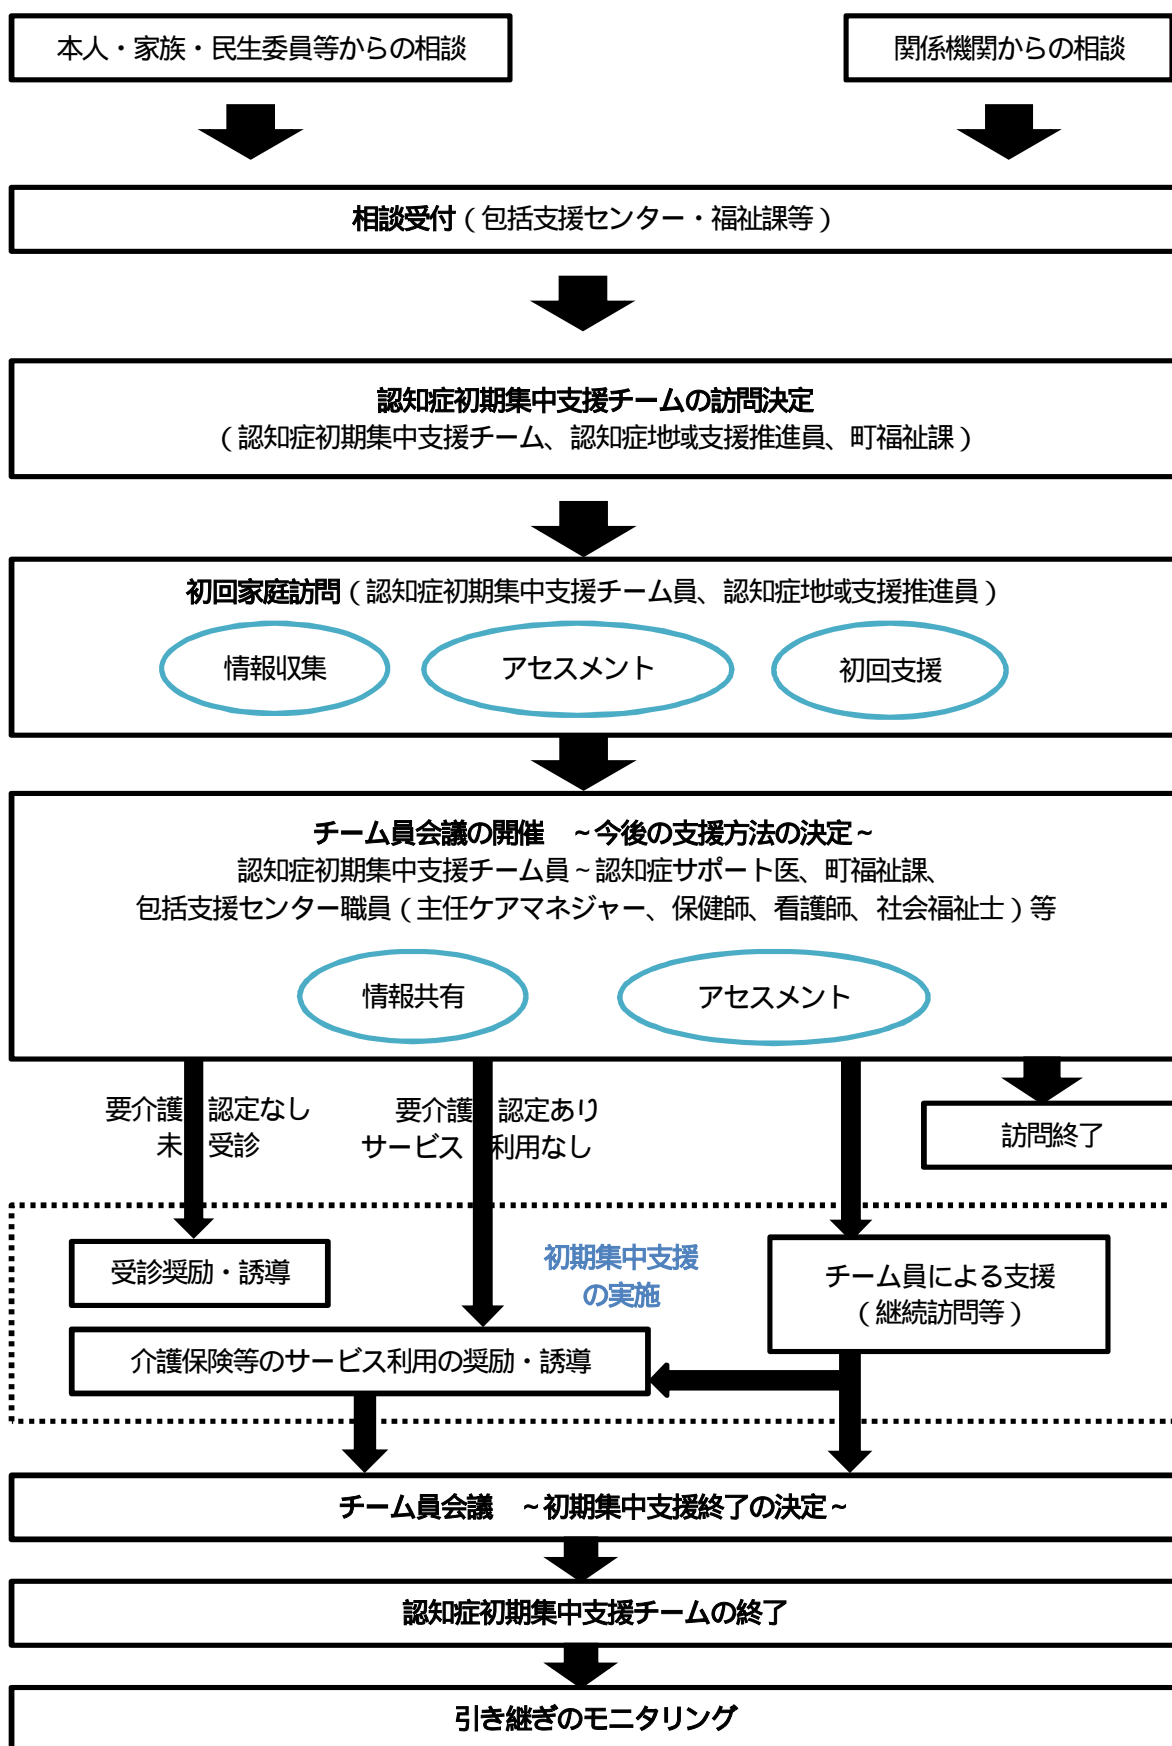 本人・家族・民生委員等からの相談
関係機関からの相談
相談受付（包括支援センター・福祉課等）
認知症初期集中支援チームの訪問決定
（認知症初期集中支援チーム、認知症地域支援推進員、町福祉課）
初回家庭訪問（認知症初期集中支援チーム員、認知症地域支援推進員）
情報収集
アセスメント
初回支援
チーム員会議の開催　～今後の支援方法の決定～
認知症初期集中支援チーム員～認知症サポート医、町福祉課、
包括支援センター職員（主任ケアマネジャー、保健師、看護師、社会福祉士）等
情報共有
アセスメント
要介護　認定なし
未　受診
要介護　認定あり
サービス　利用なし
訪問終了
受診奨励・誘導
初期集中支援
の実施
チーム員による支援
（継続訪問等）
介護保険等のサービス利用の奨励・誘導
チーム員会議　～初期集中支援終了の決定～
認知症初期集中支援チームの終了
引き継ぎのモニタリング